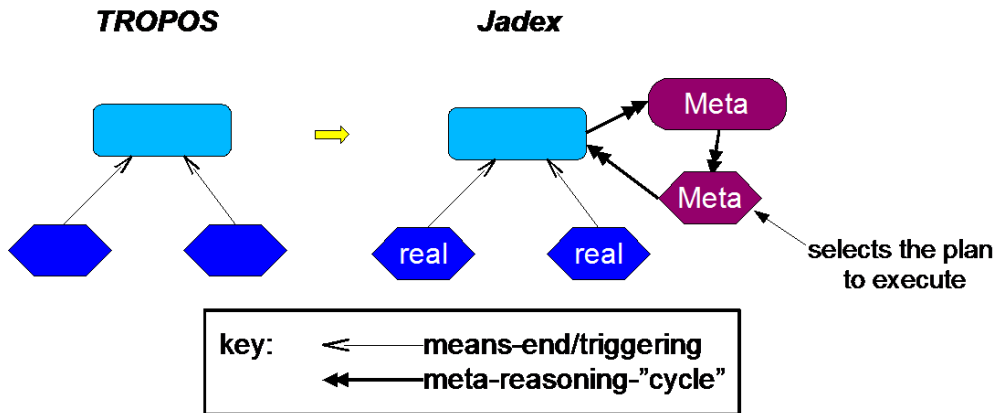 TROPOS
Jadex
Meta
Meta
real
real
selects the plan
to execute
key:
means-end/triggering
meta-reasoning-”cycle”